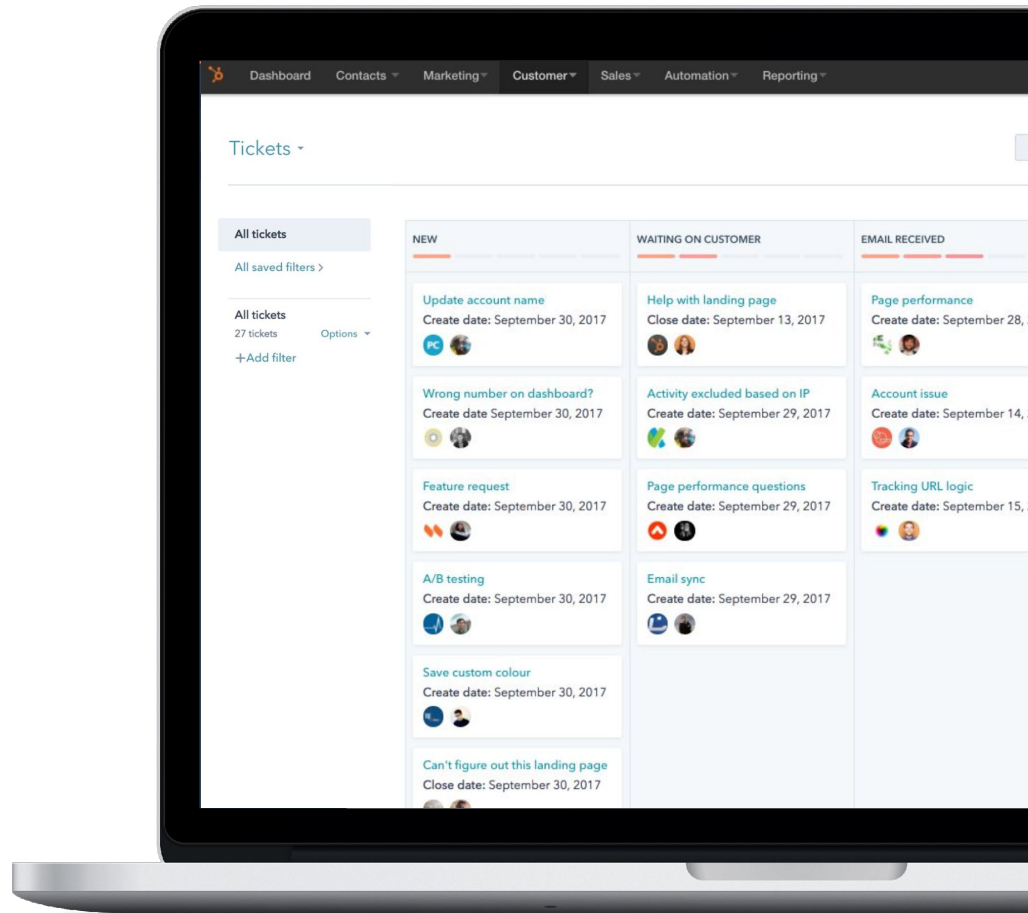 Dashboard Contacts Marketing Customer Sales Automation Reporting
Tickets
All tickets
All saved filters >
All tickets
27 tickets Options
+Add filter
NEW
Update account name
Create date: September 30, 2017
PC
Wrong number on dashboard?
Create date September 30, 2017
Feature request
Create date: September 30, 2017
A/B testing
Create date: September 30, 2017
Save custom colour
Create date: September 30, 2017
Can't figure out this landing page
Close date: September 30, 2017
WAITING ON CUSTOMER
Help with landing page
Close date: September 13, 2017
Activity excluded based on IP
Create date: September 29, 2017
Page performance questions
Create date: September 29, 2017
Email sync
Create date: September 29, 2017
EMAIL RECEIVED
Page performance
Create date: September 28,
Account issue
Create date: September 14,
Tracking URL logic
Create date: September 15,